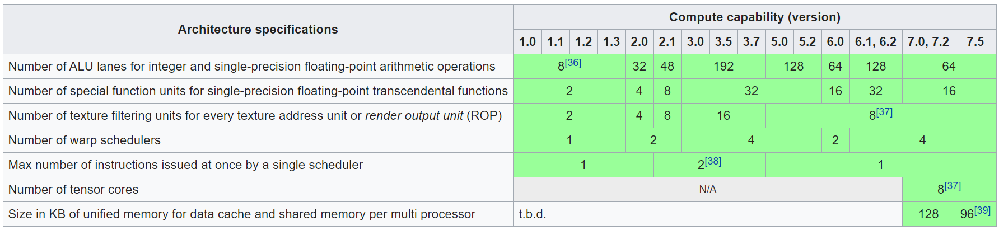 Architecture specifications
Compute capability (version)
1.0 1.1 1.2 1.3 2.0 2.1 3.0 3.5 3.7 5.0 5.2 6.0 6.1, 6.2 7.0, 7.2 7.5
Number of ALU lanes for integer and single-precision floating-point arithmetic operations 8[36] 32 48 192 128 64 128 64
Number of special function units for single-precision floating-point transcendental functions 2 4 8 32 16 32 16
Number of texture filtering units for every texture address unit or render output unit (ROP) 2 4 8 16 8[37]
Number of warp schedulers 1 2 4 2 4
Max number of instructions issued at once by a single scheduler 1 2[38] 1
Number of tensor cores N/A 8[37]
Size in KB of unified memory for data cache and shared memory per multi processor t.b.d. 128 96[39]